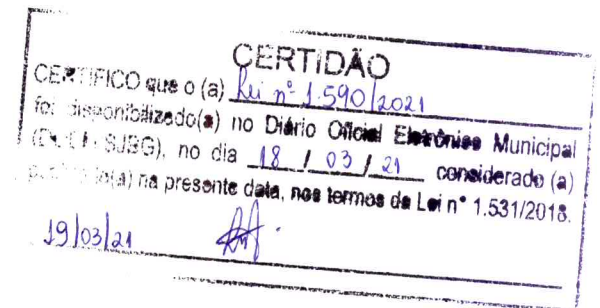 CERTIDÃO
CERTIFICO que o (a) Lei nº 1.590/2021
foi disponibilizado(a) no Diário Oficial Eletrônico Municipal
SJBG), no dia 18 / 03 / 21 considerado (a)
na presente data, nos termos da Lei n° 1.531/2018.
19/03/21